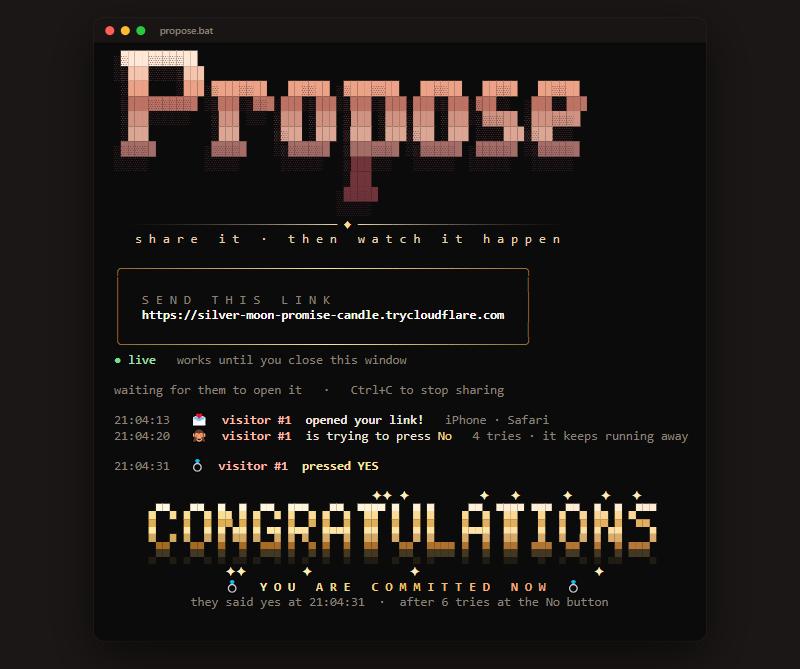 propose.bat
Propose
share it · then watch it happen
SEND THIS LINK
https://silver-moon-promise-candle.trycloudflare.com
● live works until you close this window
waiting for them to open it · Ctrl+C to stop sharing
21:04:13 💌 visitor #1 opened your link! iPhone · Safari
21:04:20 🙈 visitor #1 is trying to press No 4 tries · it keeps running away
21:04:31 💍 visitor #1 pressed YES
CONGRATULATIONS
💍 YOU ARE COMMITTED NOW 💍
they said yes at 21:04:31 · after 6 tries at the No button